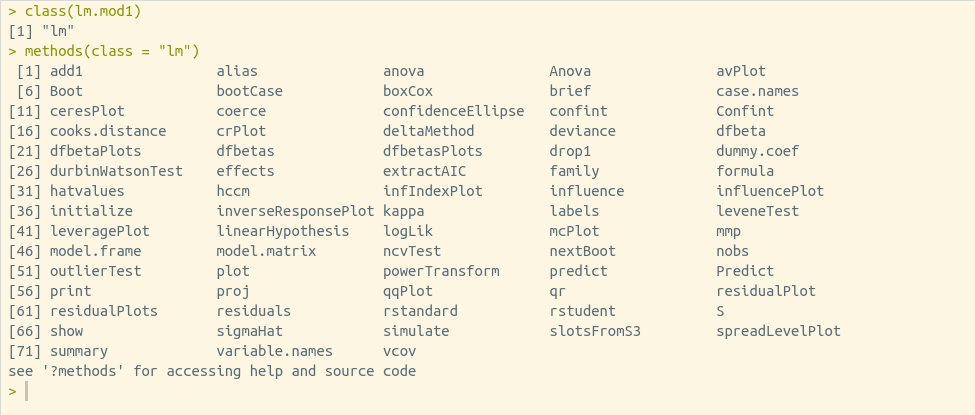 > class(lm.mod1)
[1] "lm"
> methods(class = "lm")
 [1] add1                alias               anova               Anova               avPlot
 [6] Boot                bootCase            boxCox              brief               case.names
[11] ceresPlot           coerce              confidenceEllipse   confint             Confint
[16] cooks.distance      crPlot              deltaMethod         deviance            dfbeta
[21] dfbetaPlots         dfbetas             dfbetasPlots        drop1               dummy.coef
[26] durbinWatsonTest    effects             extractAIC          family              formula
[31] hatvalues           hccm                infIndexPlot        influence           influencePlot
[36] initialize          inverseResponsePlot kappa               labels              leveneTest
[41] leveragePlot        linearHypothesis    logLik              mcPlot              mmp
[46] model.frame         model.matrix        ncvTest             nextBoot            nobs
[51] outlierTest         plot                powerTransform      predict             Predict
[56] print               proj                qqPlot              qr                  residualPlot
[61] residualPlots       residuals           rstandard           rstudent            S
[66] show                sigmaHat            simulate            slotsFromS3         spreadLevelPlot
[71] summary             variable.names      vcov
see '?methods' for accessing help and source code
>